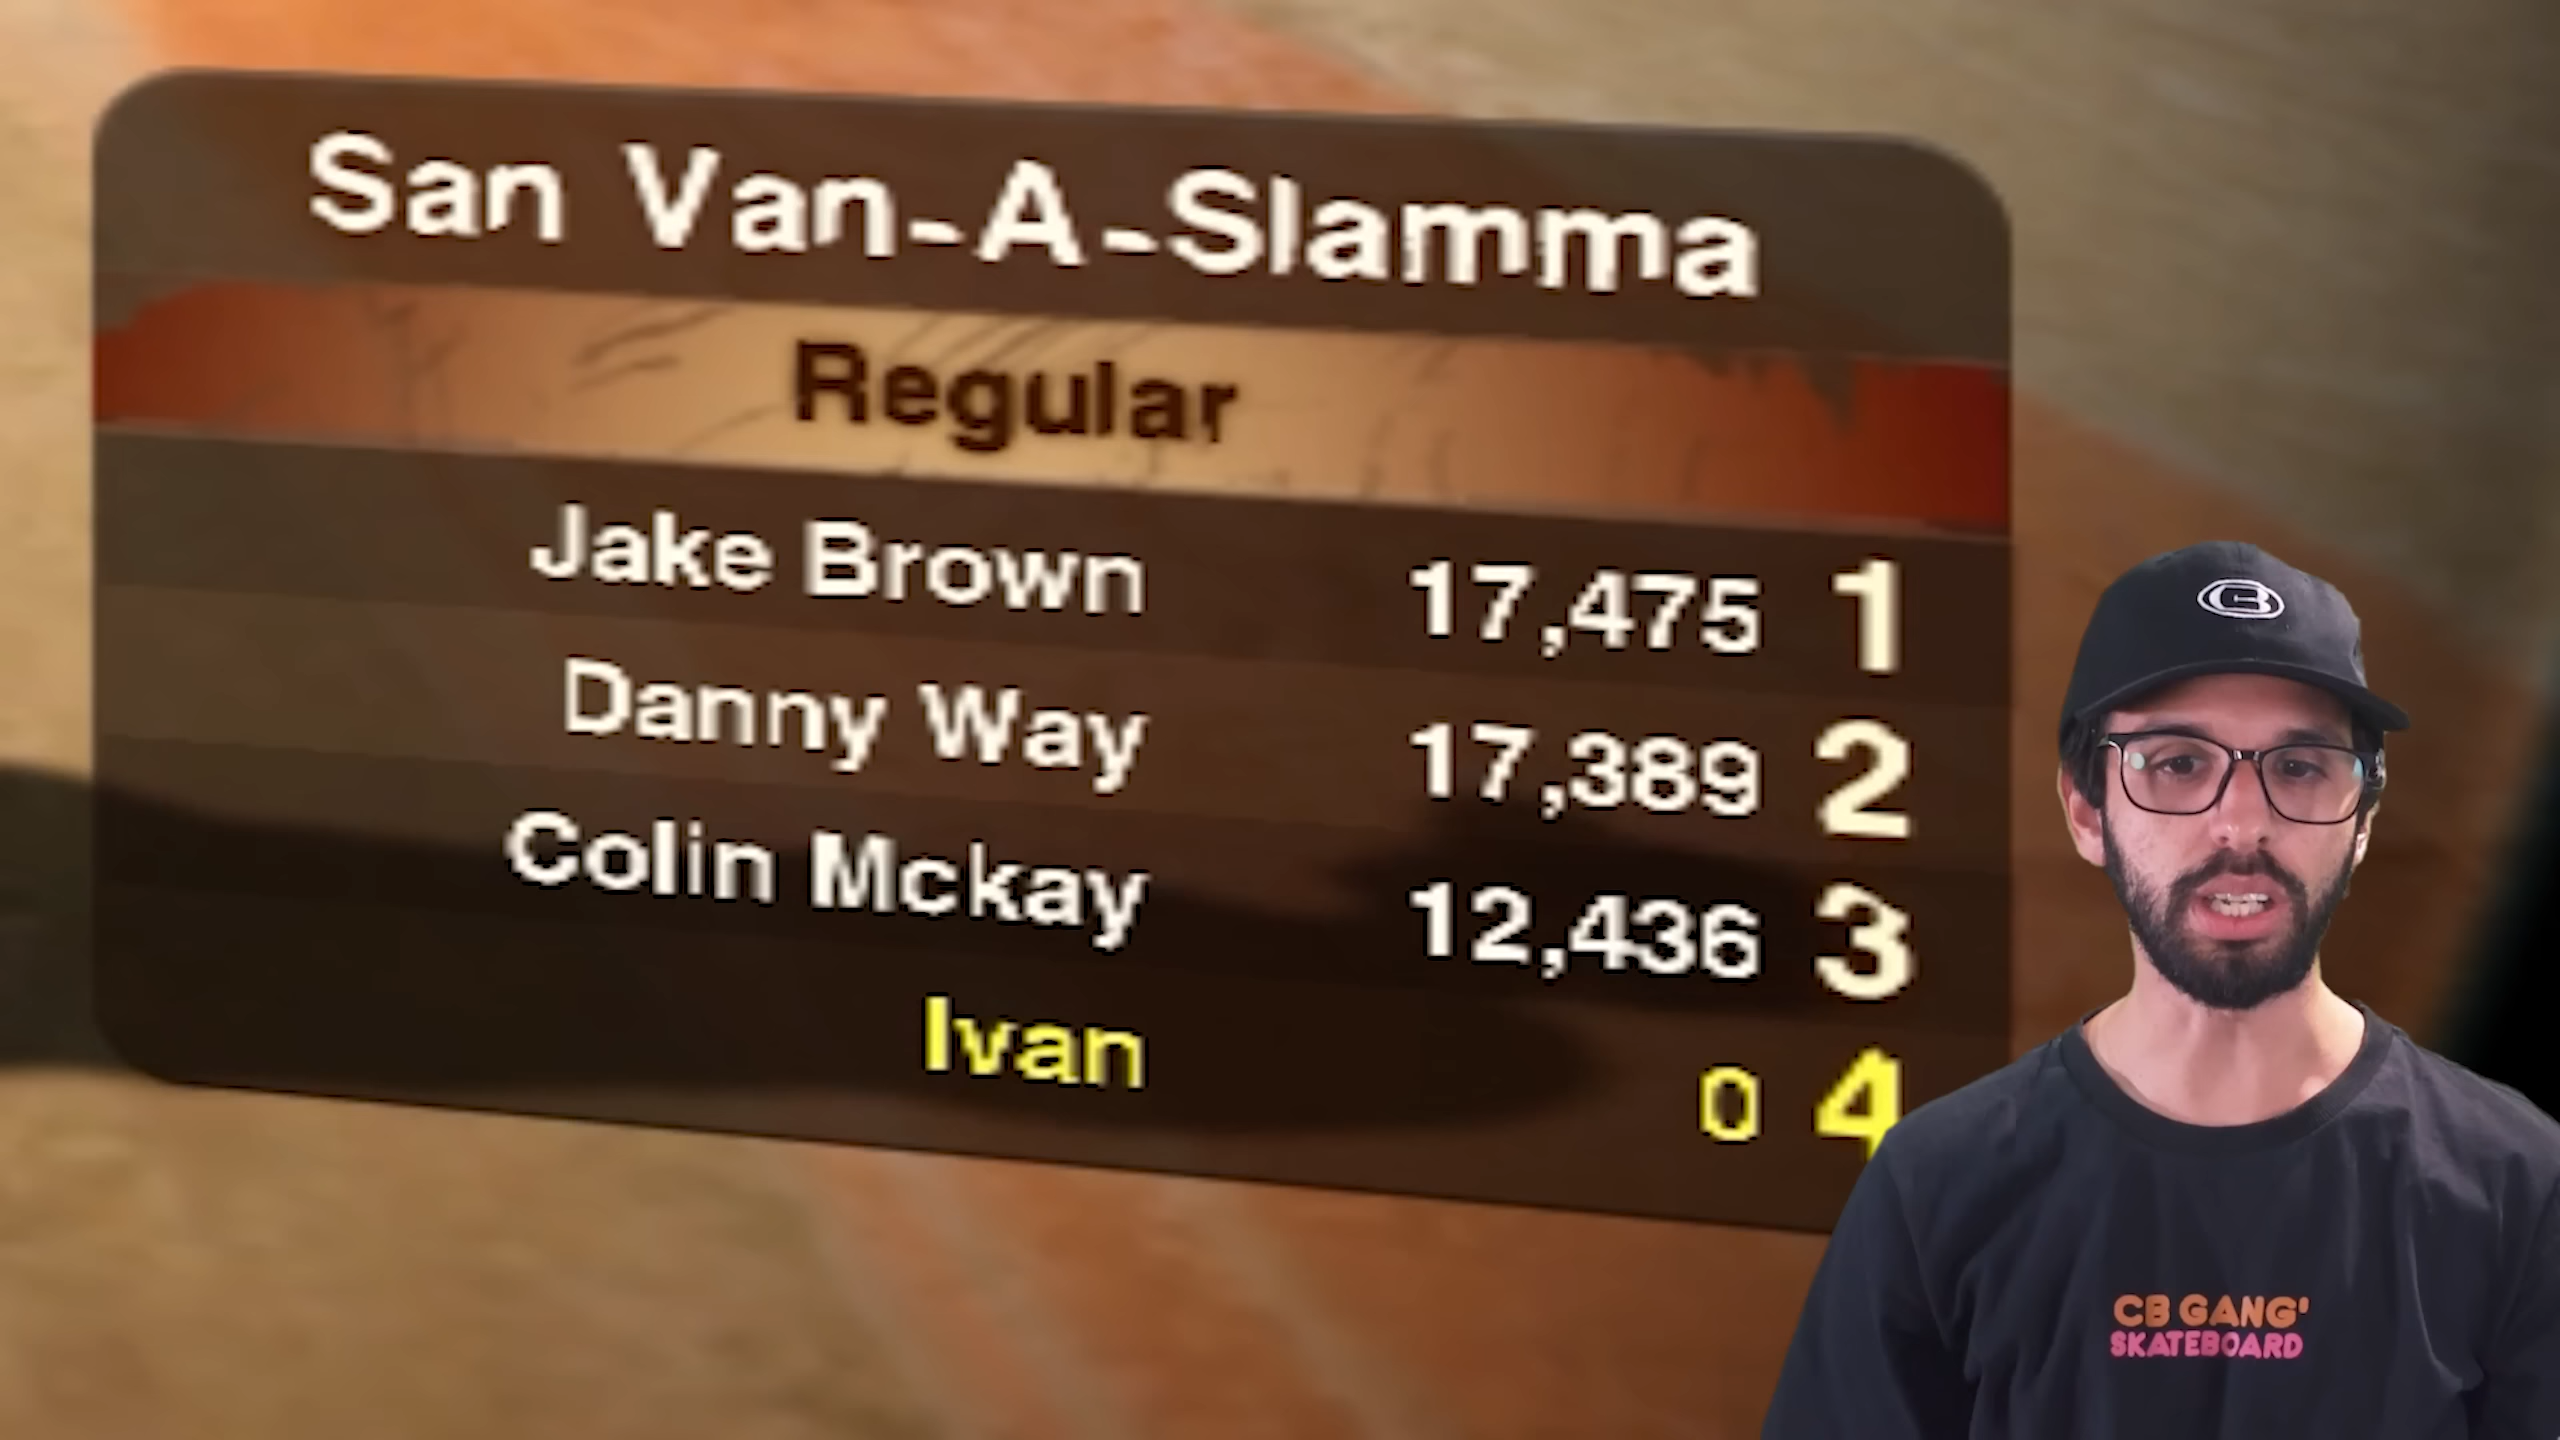 San Van-A-Slamma
Regular
Jake Brown 17,475 1
Danny Way 17,389 2
Colin Mckay 12,436 3
Ivan 0 4
CB GANG'
SKATEBOARD